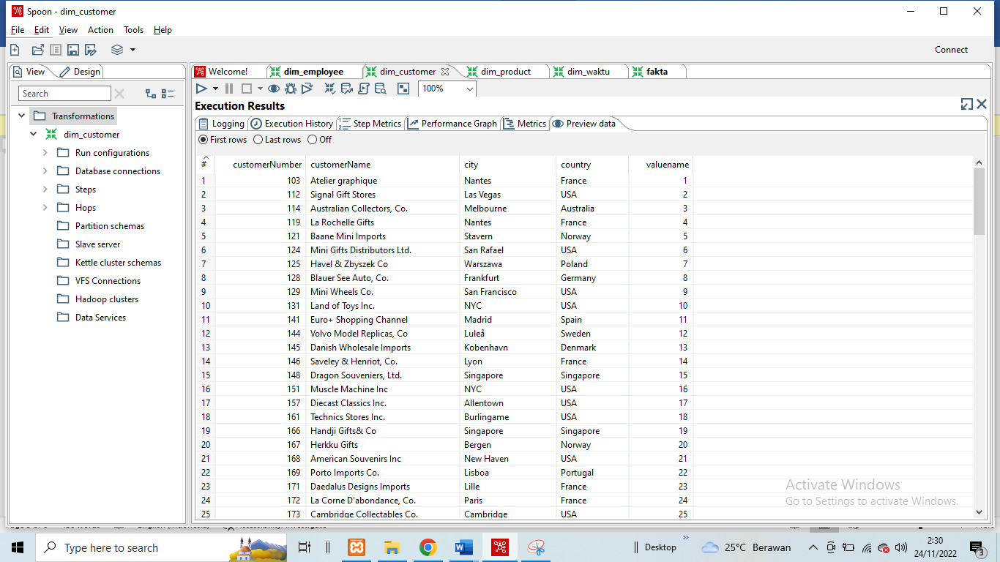 Spoon - dim_customer
File Edit View Action Tools Help
Connect
View Design
Welcome! dim_employee dim_customer dim_product dim_waktu fakta
Search
100%
Transformations
dim_customer
Run configurations
Database connections
Steps
Hops
Partition schemas
Slave server
Kettle cluster schemas
VFS Connections
Hadoop clusters
Data Services
Execution Results
Logging Execution History Step Metrics Performance Graph Metrics Preview data
First rows Last rows Off
# customerNumber customerName city country valuename
1 103 Atelier graphique Nantes France 1
2 112 Signal Gift Stores Las Vegas USA 2
3 114 Australian Collectors, Co. Melbourne Australia 3
4 119 La Rochelle Gifts Nantes France 4
5 121 Baane Mini Imports Stavern Norway 5
6 124 Mini Gifts Distributors Ltd. San Rafael USA 6
7 125 Havel & Zbyszek Co Warszawa Poland 7
8 128 Blauer See Auto, Co. Frankfurt Germany 8
9 129 Mini Wheels Co. San Francisco USA 9
10 131 Land of Toys Inc. NYC USA 10
11 141 Euro+ Shopping Channel Madrid Spain 11
12 144 Volvo Model Replicas, Co Luleå Sweden 12
13 145 Danish Wholesale Imports Kobenhavn Denmark 13
14 146 Saveley & Henriot, Co. Lyon France 14
15 148 Dragon Souveniers, Ltd. Singapore Singapore 15
16 151 Muscle Machine Inc NYC USA 16
17 157 Diecast Classics Inc. Allentown USA 17
18 161 Technics Stores Inc. Burlingame USA 18
19 166 Handji Gifts& Co Singapore Singapore 19
20 167 Herkku Gifts Bergen Norway 20
21 168 American Souvenirs Inc New Haven USA 21
22 169 Porto Imports Co. Lisboa Portugal 22
23 171 Daedalus Designs Imports Lille France 23
24 172 La Corne D'abondance, Co. Paris France 24
25 173 Cambridge Collectables Co. Cambridge USA 25
Activate Windows
Go to Settings to activate Windows.
Type here to search
Desktop
25°C Berawan
2:30
24/11/2022
3